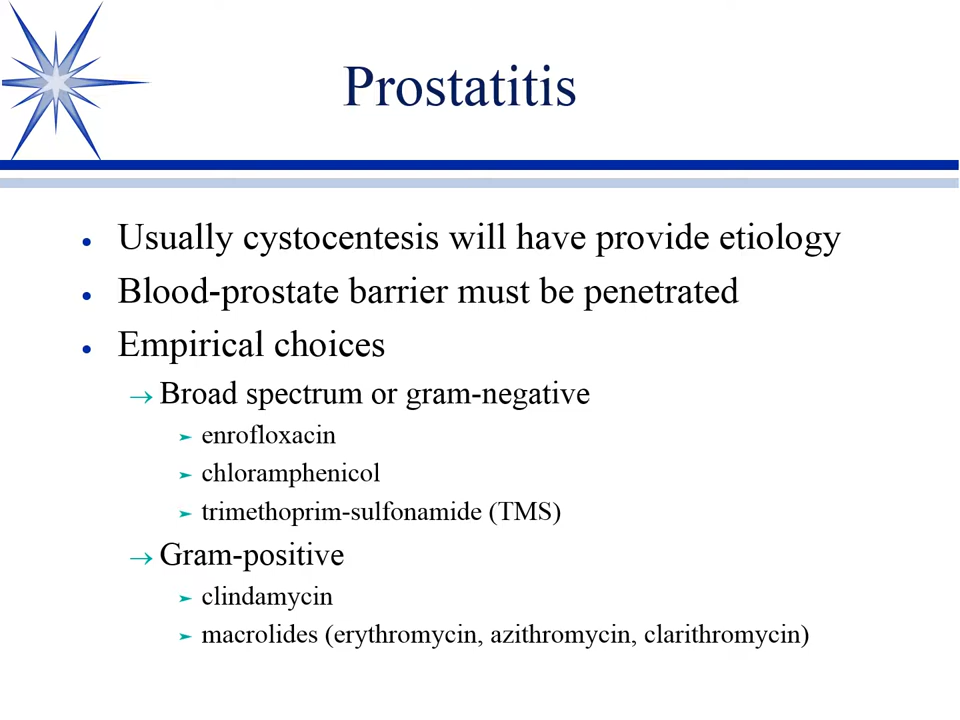 Prostatitis
Usually cystocentesis will have provide etiology
Blood-prostate barrier must be penetrated
Empirical choices
Broad spectrum or gram-negative
enrofloxacin
chloramphenicol
trimethoprim-sulfonamide (TMS)
Gram-positive
clindamycin
macrolides (erythromycin, azithromycin, clarithromycin)